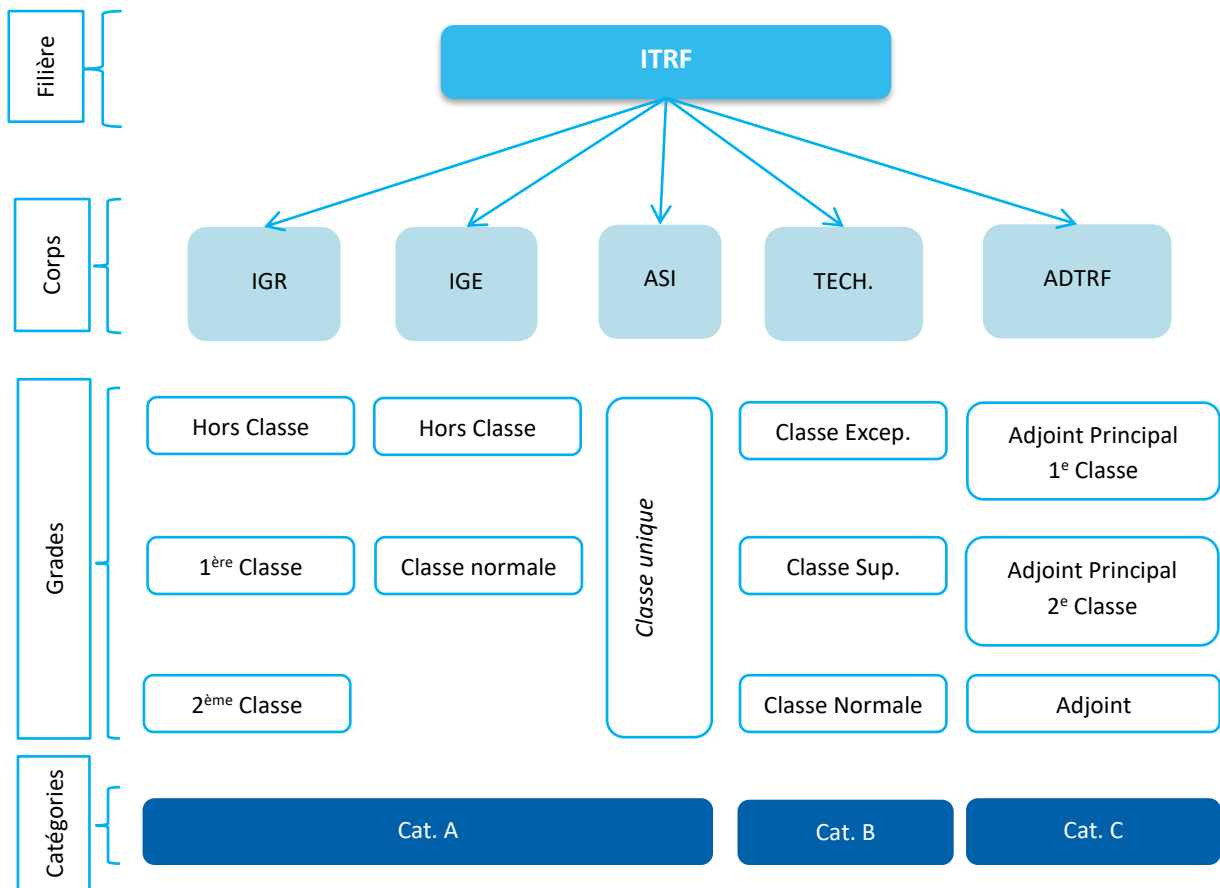 Filière
ITRF
Corps
IGR
IGE
ASI
TECH.
ADTRF
Grades
Hors Classe
Hors Classe
Classe unique
Classe Excep.
Adjoint Principal
1e Classe
1ère Classe
Classe normale
Classe Sup.
Adjoint Principal
2e Classe
2ème Classe
Classe Normale
Adjoint
Catégories
Cat. A
Cat. B
Cat. C